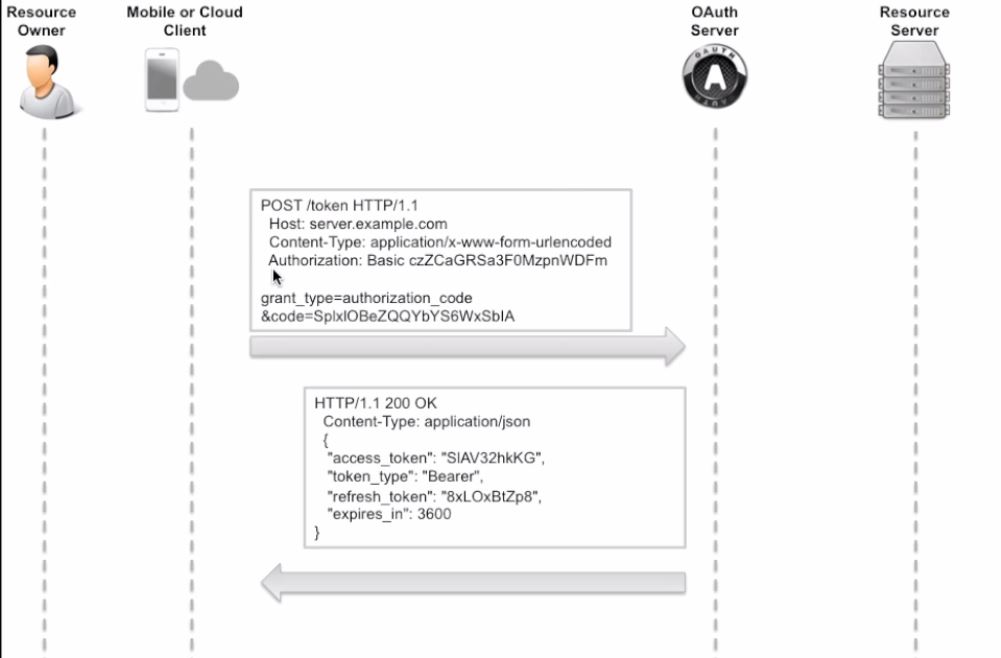 Resource
Owner
Mobile or Cloud
Client
OAuth
Server
Resource
Server
OAUTH
A
AUTH
POST /token HTTP/1.1
Host: server.example.com
Content-Type: application/x-www-form-urlencoded
Authorization: Basic czZCaGRSa3F0MzpnWDFm
grant_type=authorization_code
&code=SplxlOBeZQQYbYS6WxSbIA
HTTP/1.1 200 OK
Content-Type: application/json
{
"access_token": "SlAV32hkKG",
"token_type": "Bearer",
"refresh_token": "8xLOxBtZp8",
"expires_in": 3600
}